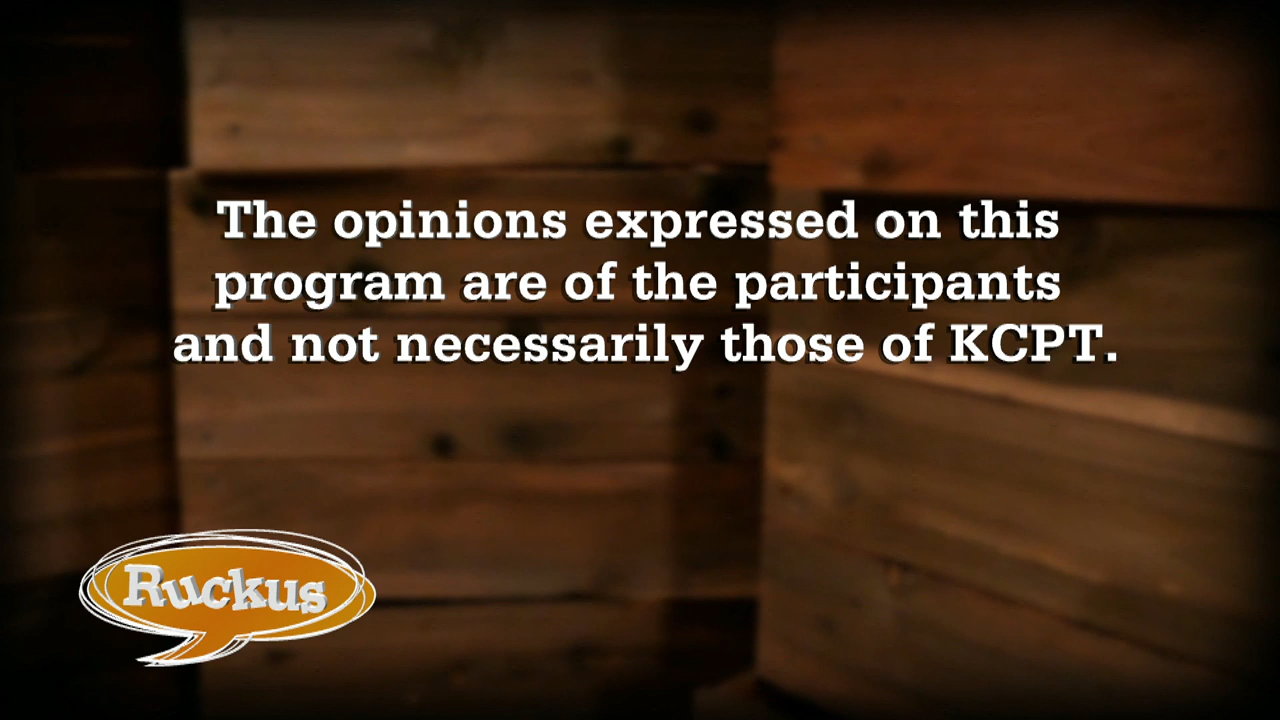 The opinions expressed on this
program are of the participants
and not necessarily those of KCPT.
Ruckus